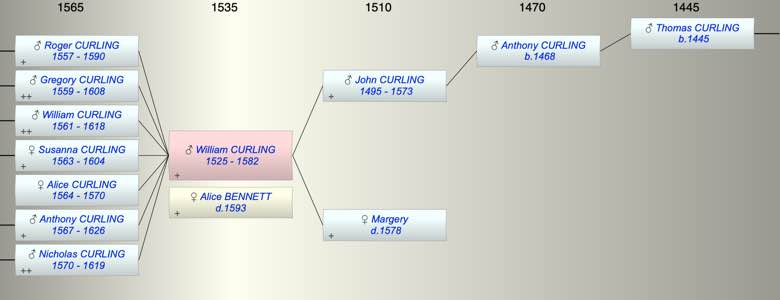 1565 1535 1510 1470 1445
♂ Roger CURLING
1557 - 1590
+
♂ Gregory CURLING
1559 - 1608
++
♂ William CURLING
1561 - 1618
++
♀ Susanna CURLING
1563 - 1604
+
♀ Alice CURLING
1564 - 1570
♂ Anthony CURLING
1567 - 1626
+
♂ Nicholas CURLING
1570 - 1619
++
♂ William CURLING
1525 - 1582
+
♀ Alice BENNETT
d.1593
+
♂ John CURLING
1495 - 1573
+
♀ Margery
d.1578
+
♂ Anthony CURLING
b.1468
♂ Thomas CURLING
b.1445